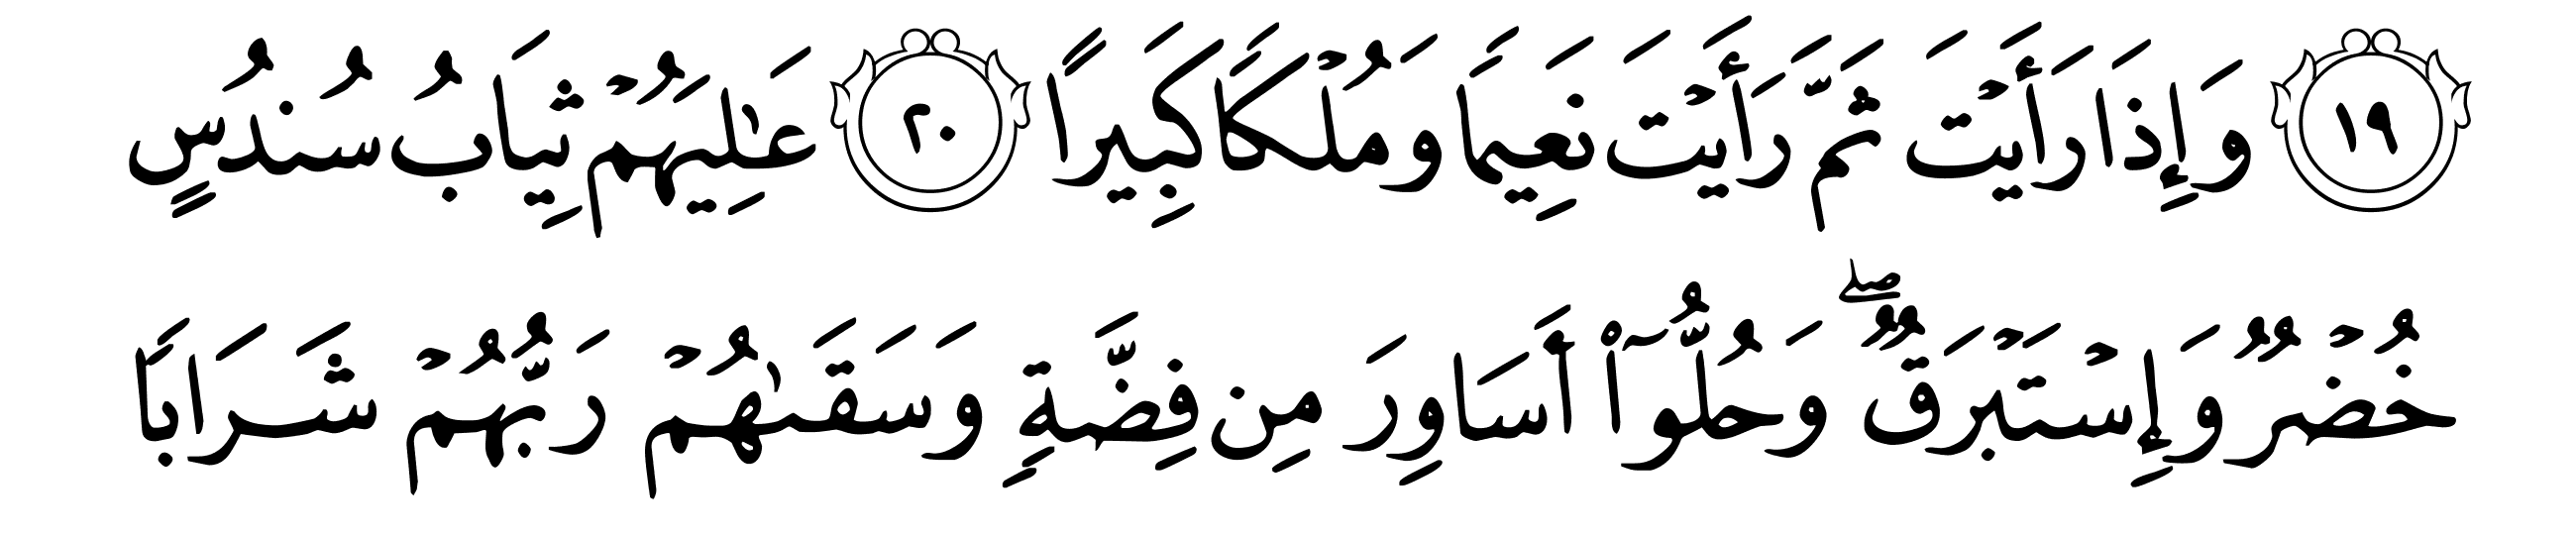 ١٩ وَإِذَا رَأَيۡتَ ثَمَّ رَأَيۡتَ نَعِيمٗا وَمُلۡكٗا كَبِيرًا ٢٠ عَٰلِيَهُمۡ ثِيَابُ سُندُسٍ
خُضۡرٞ وَإِسۡتَبۡرَقٞۖ وَحُلُّوٓاْ أَسَاوِرَ مِن فِضَّةٖ وَسَقَىٰهُمۡ رَبُّهُمۡ شَرَابٗا